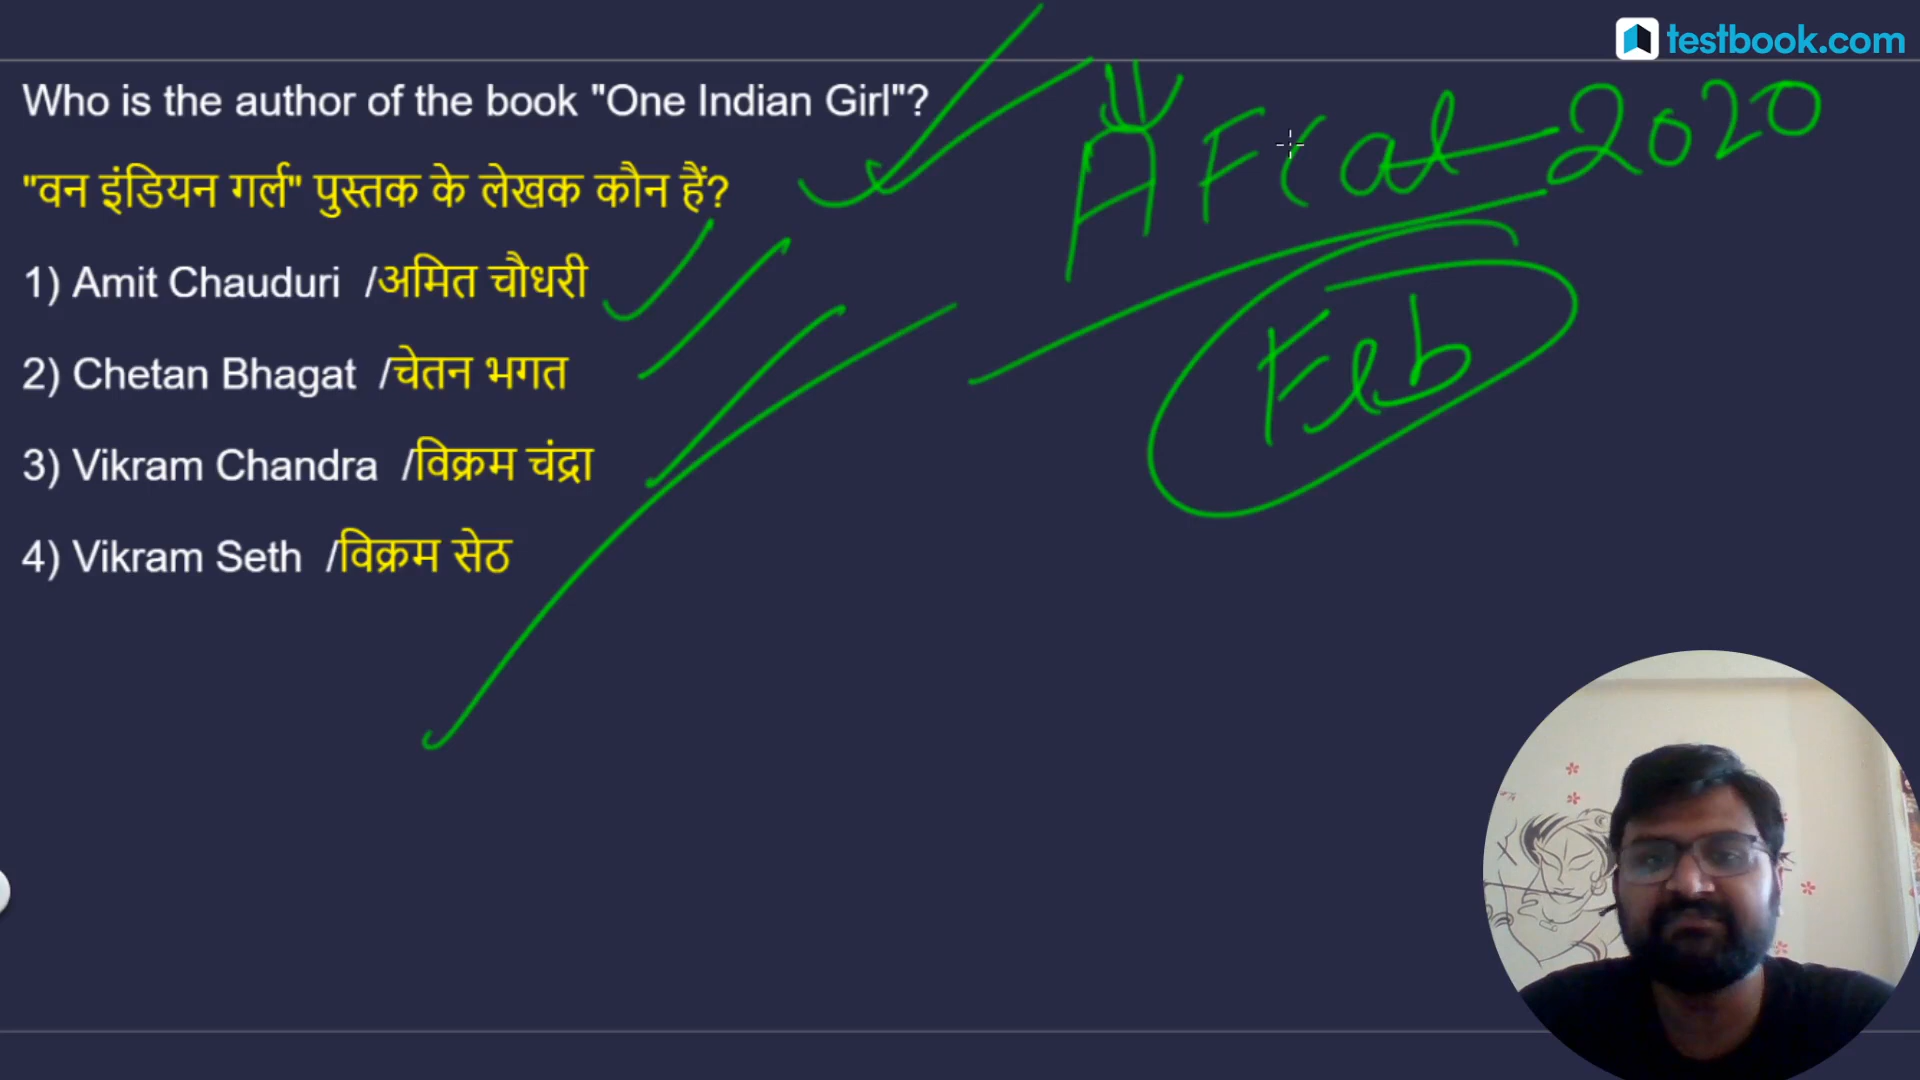 testbook.com
Who is the author of the book "One Indian Girl"?
"वन इंडियन गर्ल" पुस्तक के लेखक कौन हैं?
1) Amit Chauduri /अमित चौधरी
2) Chetan Bhagat /चेतन भगत
3) Vikram Chandra /विक्रम चंद्रा
4) Vikram Seth /विक्रम सेठ
AFCat 2020
Feb